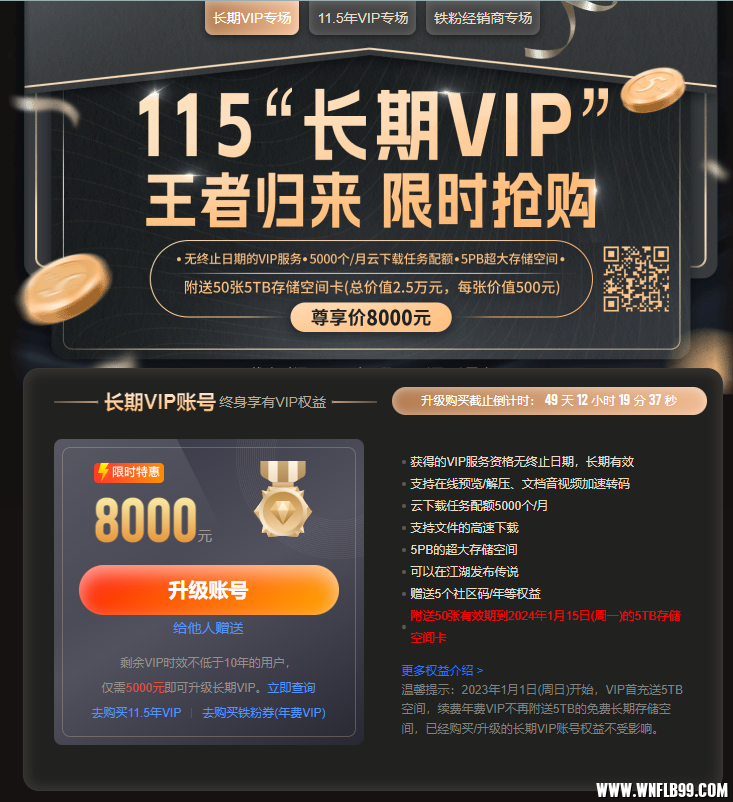 长期VIP专场
11.5年VIP专场
铁粉经销商专场
115“长期VIP”
王者归来 限时抢购
•无终止日期的VIP服务•5000个/月云下载任务配额•5PB超大存储空间•
附送50张5TB存储空间卡(总价值2.5万元，每张价值500元)
尊享价8000元
长期VIP账号 终身享有VIP权益
升级购买截止倒计时： 49 天 12 小时 19 分 37 秒
限时特惠
8000元
升级账号
给他人赠送
剩余VIP时效不低于10年的用户，
仅需5000元即可升级长期VIP。立即查询
去购买11.5年VIP | 去购买铁粉券(年费VIP)
获得的VIP服务资格无终止日期，长期有效
支持在线预览/解压、文档音视频加速转码
云下载任务配额5000个/月
支持文件的高速下载
5PB的超大存储空间
可以在江湖发布传说
赠送5个社区码/年等权益
附送50张有效期到2024年1月15日(周一)的5TB存储
空间卡
更多权益介绍 >
温馨提示：2023年1月1日(周日)开始，VIP首充送5TB
空间，续费年费VIP不再附送5TB的免费长期存储空
间，已经购买/升级的长期VIP账号权益不受影响。
WWW.WNFLB99.COM